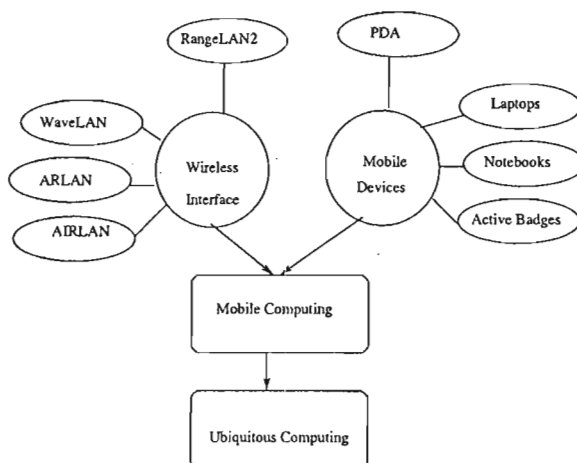 RangeLAN2
PDA
WaveLAN
ARLAN
AIRLAN
Wireless
Interface
Mobile
Devices
Laptops
Notebooks
Active Badges
Mobile Computing
Ubiquitous Computing